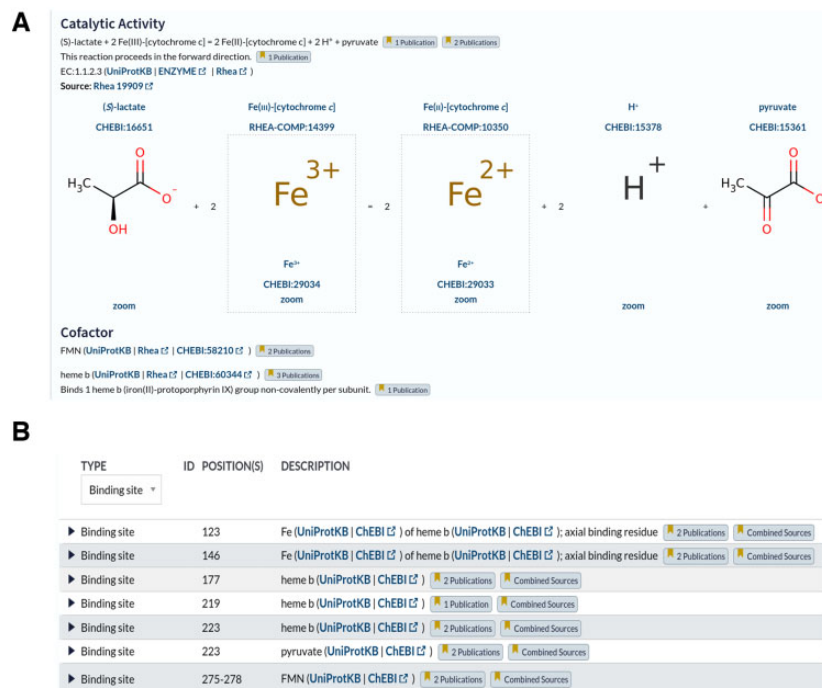 A
Catalytic Activity
(S)-lactate + 2 Fe(III)-[cytochrome c] = 2 Fe(II)-[cytochrome c] + 2 H⁺ + pyruvate 1 Publication 2 Publications
This reaction proceeds in the forward direction. 1 Publication
EC:1.1.2.3 (UniProtKB | ENZYME | Rhea )
Source: Rhea 19909
(S)-lactate Fe(III)-[cytochrome c] Fe(II)-[cytochrome c] H⁺ pyruvate
CHEBI:16651 RHEA-COMP:14399 RHEA-COMP:10350 CHEBI:15378 CHEBI:15361
H₃C O O⁻ OH + 2 Fe³⁺ = 2 Fe²⁺ + 2 H⁺ + H₃C O O O
Fe³⁺ Fe²⁺
CHEBI:29034 CHEBI:29033
zoom zoom
zoom zoom zoom
Cofactor
FMN (UniProtKB | Rhea | CHEBI:58210 ) 2 Publications
heme b (UniProtKB | Rhea | CHEBI:60344 ) 3 Publications
Binds 1 heme b (iron(II)-protoporphyrin IX) group non-covalently per subunit. 1 Publication
B
TYPE ID POSITION(S) DESCRIPTION
Binding site
Binding site 123 Fe (UniProtKB | ChEBI ) of heme b (UniProtKB | ChEBI ); axial binding residue 2 Publications Combined Sources
Binding site 146 Fe (UniProtKB | ChEBI ) of heme b (UniProtKB | ChEBI ); axial binding residue 2 Publications Combined Sources
Binding site 177 heme b (UniProtKB | ChEBI ) 2 Publications Combined Sources
Binding site 219 heme b (UniProtKB | ChEBI ) 1 Publication Combined Sources
Binding site 223 heme b (UniProtKB | ChEBI ) 2 Publications Combined Sources
Binding site 223 pyruvate (UniProtKB | ChEBI ) 2 Publications Combined Sources
Binding site 275-278 FMN (UniProtKB | ChEBI ) 2 Publications Combined Sources